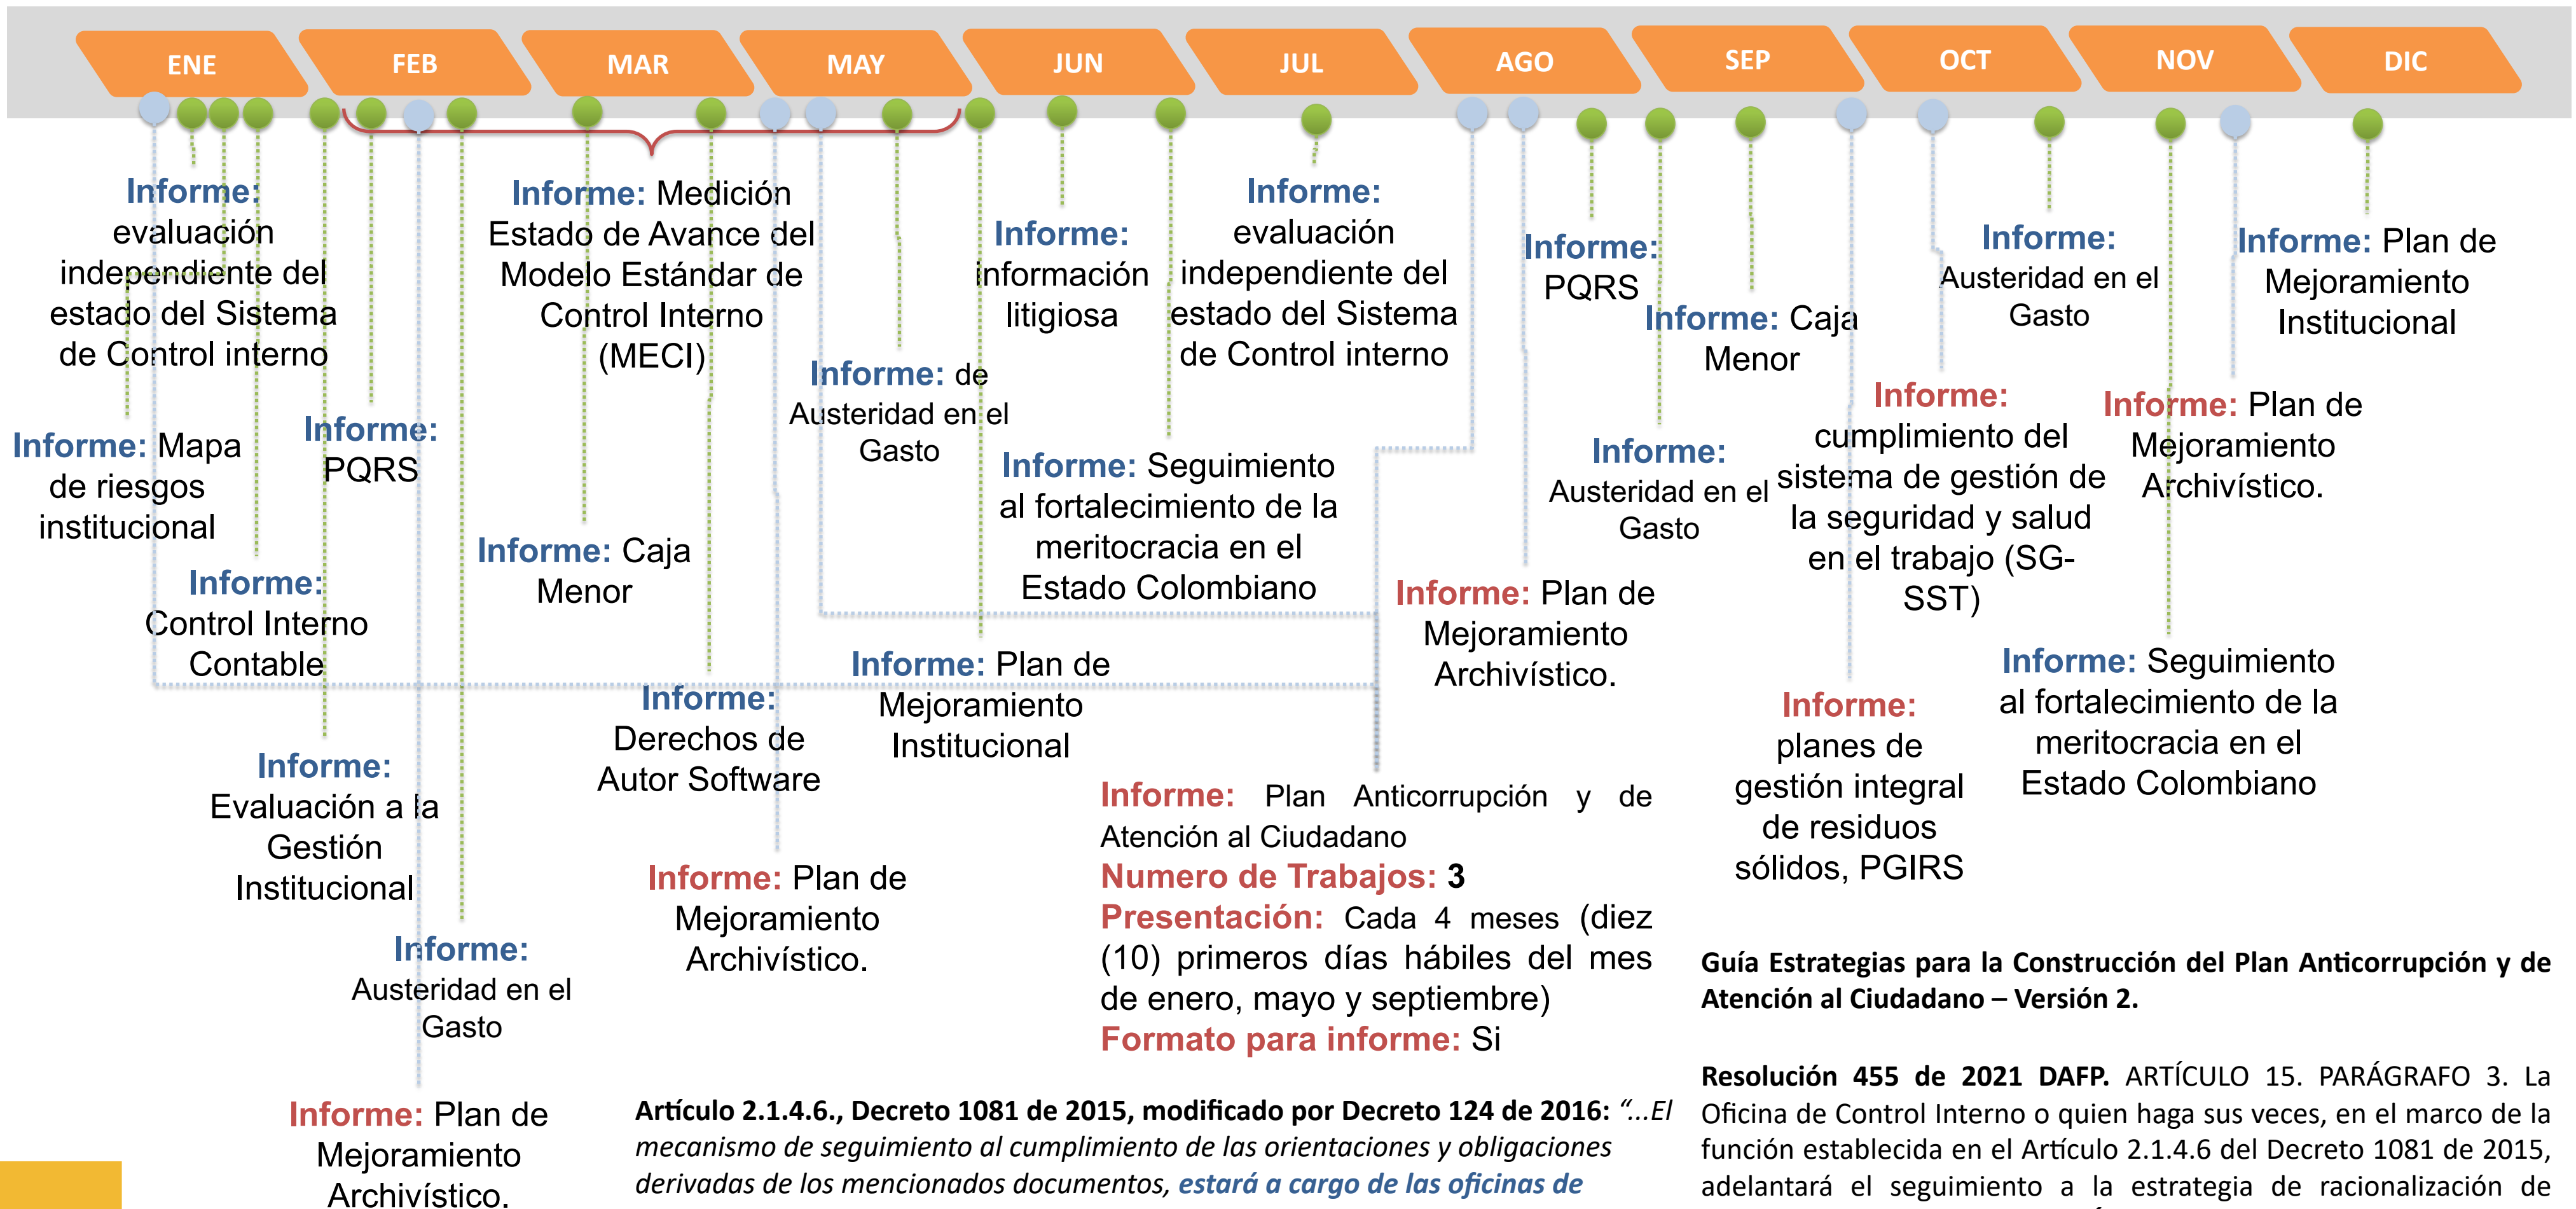 ENE
FEB
MAR
MAY
JUN
JUL
AGO
SEP
OCT
NOV
DIC
Informe:
evaluación
independiente del
estado del Sistema
de Control interno
Informe: Mapa
de riesgos
institucional
Informe:
Control Interno
Contable
Informe:
Evaluación a la
Gestión
Institucional
Informe:
PQRS
Informe:
Austeridad en el
Gasto
Informe: Plan de
Mejoramiento
Archivístico.
Informe: Medición
Estado de Avance del
Modelo Estándar de
Control Interno
(MECI)
Informe: Caja
Menor
Informe:
Derechos de
Autor Software
Informe: Plan de
Mejoramiento
Archivístico.
Informe: de
Austeridad en el
Gasto
Informe: Plan de
Mejoramiento
Institucional
Informe:
información
litigiosa
Informe: Seguimiento
al fortalecimiento de la
meritocracia en el
Estado Colombiano
Informe:
evaluación
independiente del
estado del Sistema
de Control interno
Informe: Plan Anticorrupción y de
Atención al Ciudadano
Numero de Trabajos: 3
Presentación: Cada 4 meses (diez
(10) primeros días hábiles del mes
de enero, mayo y septiembre)
Formato para informe: Si
Informe: Plan de
Mejoramiento
Archivístico.
Informe:
PQRS
Informe:
Austeridad en el
Gasto
Informe: Caja
Menor
Informe:
planes de
gestión integral
de residuos
sólidos, PGIRS
Informe:
cumplimiento del
sistema de gestión de
la seguridad y salud
en el trabajo (SG-
SST)
Informe:
Austeridad en el
Gasto
Informe: Seguimiento
al fortalecimiento de la
meritocracia en el
Estado Colombiano
Informe: Plan de
Mejoramiento
Archivístico.
Informe: Plan de
Mejoramiento
Institucional
Artículo 2.1.4.6., Decreto 1081 de 2015, modificado por Decreto 124 de 2016: “...El
mecanismo de seguimiento al cumplimiento de las orientaciones y obligaciones
derivadas de los mencionados documentos, estará a cargo de las oficinas de
Guía Estrategias para la Construcción del Plan Anticorrupción y de
Atención al Ciudadano – Versión 2.
Resolución 455 de 2021 DAFP. ARTÍCULO 15. PARÁGRAFO 3. La
Oficina de Control Interno o quien haga sus veces, en el marco de la
función establecida en el Artículo 2.1.4.6 del Decreto 1081 de 2015,
adelantará el seguimiento a la estrategia de racionalización de